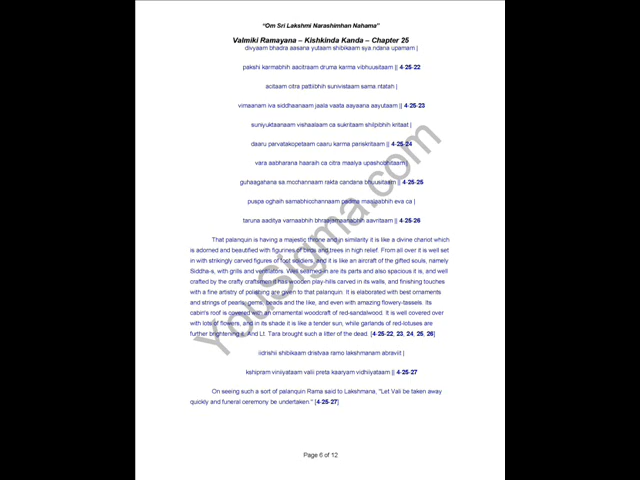 "Om Sri Lakshmi Narashimhan Nahama"
Valmiki Ramayana – Kishkinda Kanda – Chapter 25
divyaam bhadra aasana yutaam shibikaam sya.ndana upamam |
pakshi karmabhih aacitraam druma karma vibhuusitaam || 4-25-22
acitaam citra pattiibhih sunivistaam sama.ntatah |
vimaanam iva siddhaanaam jaala vaata aayaana aayutaam || 4-25-23
suniyuktaanaam vishaalaam ca sukritaam shilpibhih kritaat |
daaru parvatakopetaam caaru karma pariskritaam || 4-25-24
vara aabharana haaraih ca citra maalya upashobhitaam |
guhaagahana sa.mcchannaam rakta candana bhuusitaam || 4-25-25
puspa oghaih samabhicchannaam padma maalaabhih eva ca |
taruna aaditya varnaabhih bhraajamaanabhih aavritaam || 4-25-26
That palanquin is having a majestic throne and in similarity it is like a divine chariot which
is adorned and beautified with figurines of birds and trees in high relief. From all over it is well set
in with strikingly carved figures of foot soldiers, and it is like an aircraft of the gifted souls, namely
Siddha-s, with grills and ventilators. Well seamed-in are its parts and also spacious it is, and well
crafted by the crafty craftsmen it has wooden play-hills carved in its walls, and finishing touches
with a fine artistry of polishing are given to that palanquin. It is elaborated with best ornaments
and strings of pearls, gems, beads and the like, and even with amazing flowery-tassels. Its
cabin's roof is covered with an ornamental woodcraft of red-sandalwood. It is well covered over
with lots of flowers, and in its shade it is like a tender sun, while garlands of red-lotuses are
further brightening it. And Lt. Tara brought such a litter of the dead. [4-25-22, 23, 24, 25, 26]
iidrishii shibikaam dristvaa ramo lakshmanam abraviit |
kshipram viniiyataam valii preta kaaryam vidhiiyataam || 4-25-27
On seeing such a sort of palanquin Rama said to Lakshmana, "Let Vali be taken away
quickly and funeral ceremony be undertaken." [4-25-27]
Page 6 of 12
YouSigma.com